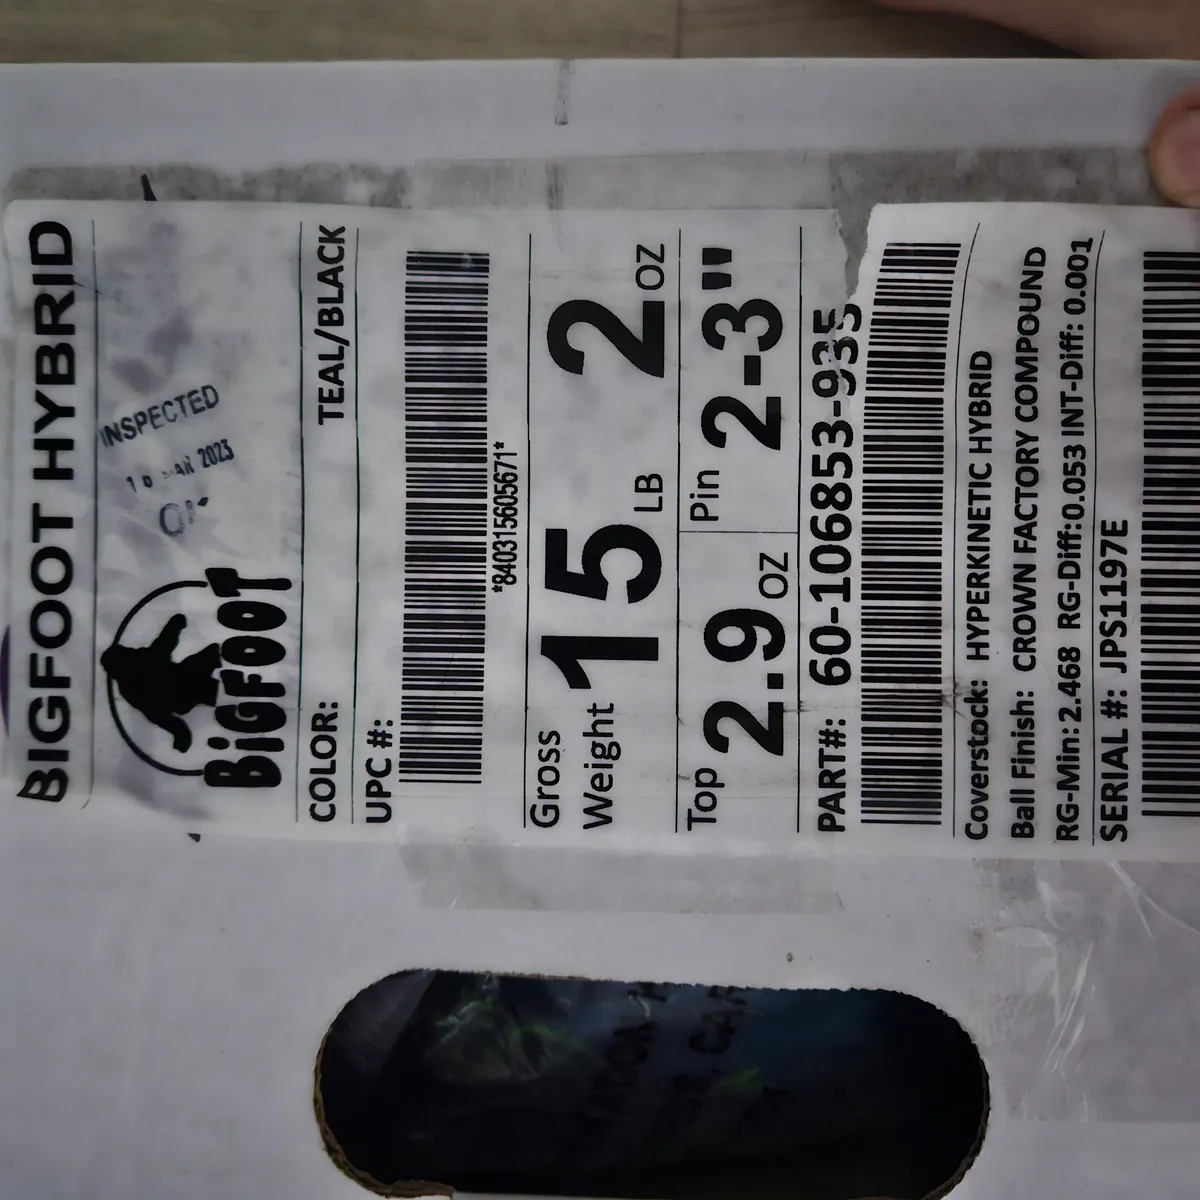 BIGFOOT HYBRID
INSPECTED
2023
BiGFOOT
COLOR: TEAL/BLACK
UPC #:
*840315605671*
Gross Weight 15 LB 2 OZ
Top 2.9 OZ Pin 2-3"
PART#: 60-106853-935
Coverstock: HYPERKINETIC HYBRID
Ball Finish: CROWN FACTORY COMPOUND
RG-Min:2.468 RG-Diff:0.053 INT-Diff: 0.001
SERIAL #: JPS1197E